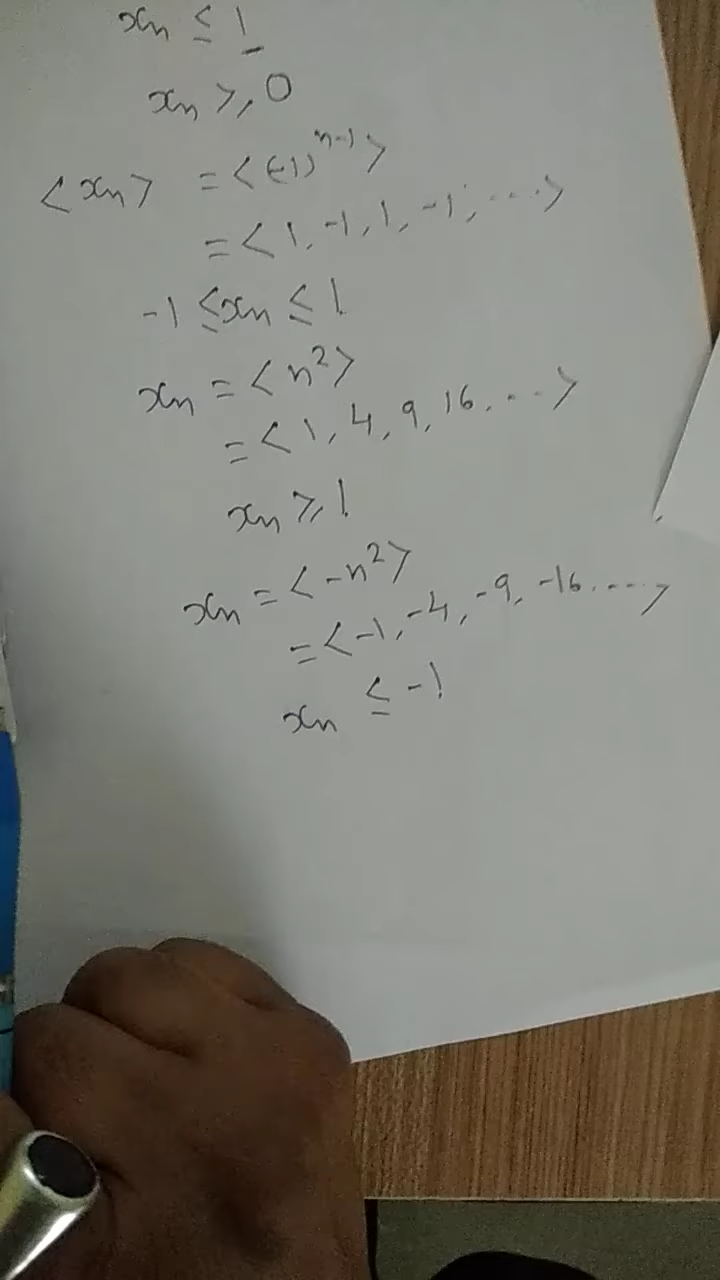 xn ≤ 1
xn ≥ 0
<xn> = <(-1)^{n-1}>
= <1, -1, 1, -1, ....>
-1 ≤ xn ≤ 1
xn = <n²>
= <1, 4, 9, 16, ...>
xn ≥ 1
xn = <-n²>
= <-1, -4, -9, -16 .....>
xn ≤ -1